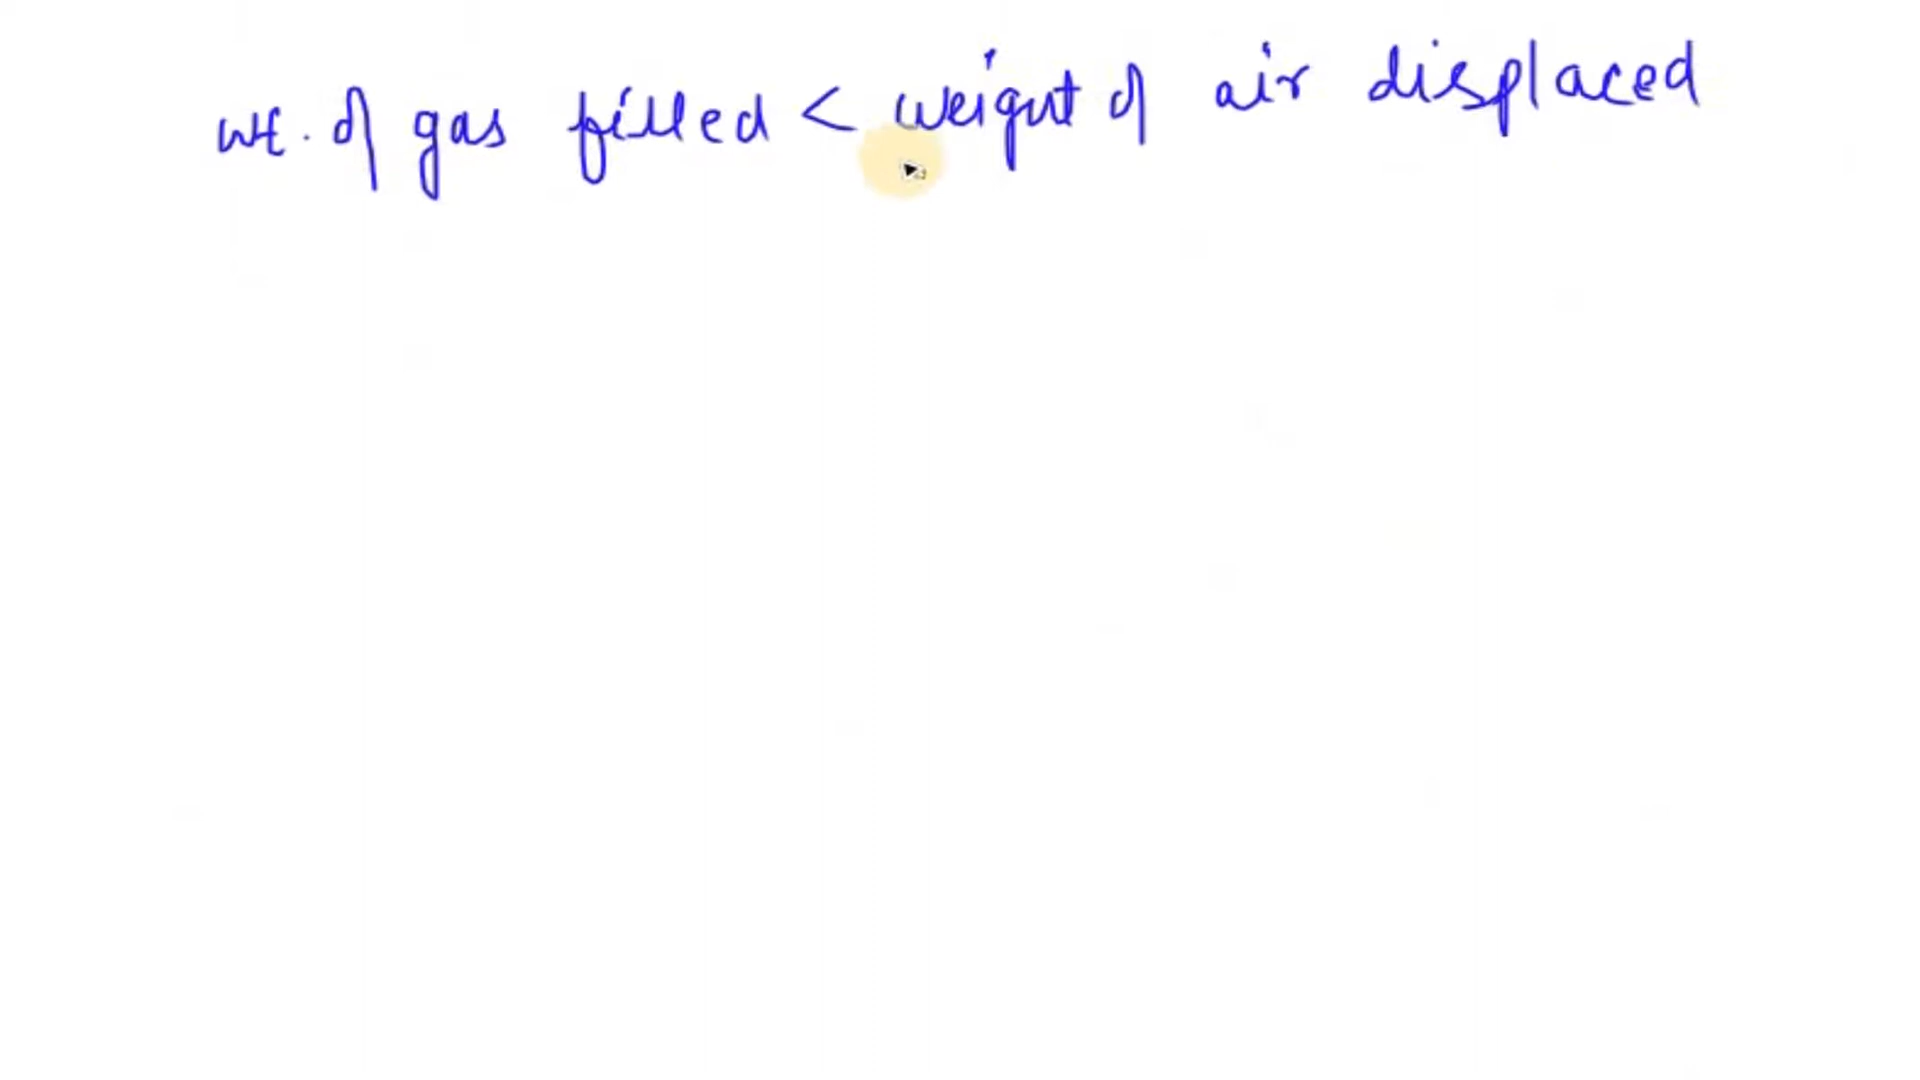 wt. of gas filled < weight of air displaced